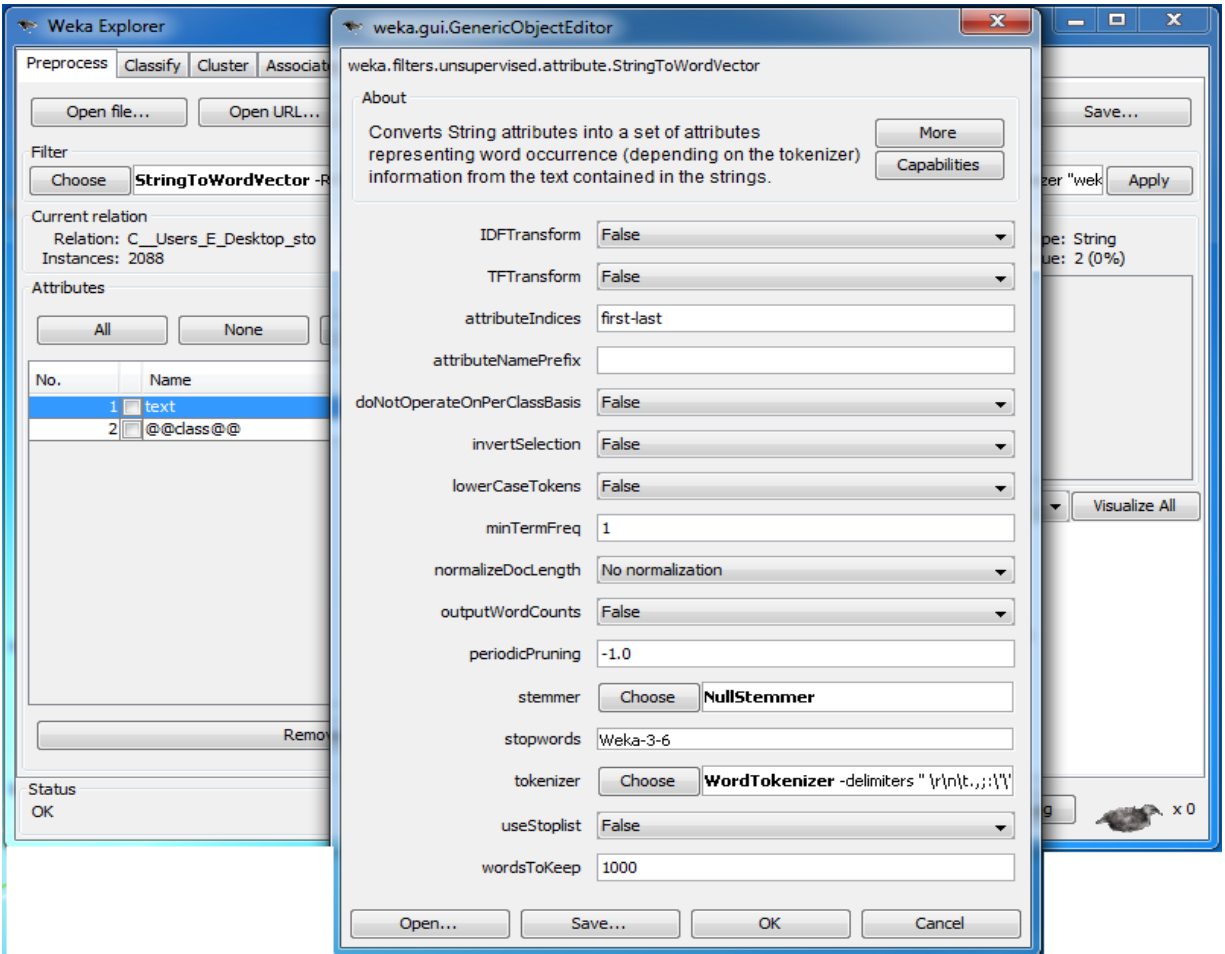 Weka Explorer
weka.gui.GenericObjectEditor
Preprocess Classify Cluster Associat
weka.filters.unsupervised.attribute.StringToWordVector
Open file... Open URL... Save...
About
Converts String attributes into a set of attributes
representing word occurrence (depending on the tokenizer)
information from the text contained in the strings.
More
Capabilities
Filter
Choose StringToWordVector -R zer "wek Apply
Current relation
Relation: C__Users_E_Desktop_sto
Instances: 2088
pe: String
ue: 2 (0%)
Attributes
All None
No. Name
1 text
2 @@class@@
Remov
Visualize All
Status
OK
g x 0
IDFTransform False
TFTransform False
attributeIndices first-last
attributeNamePrefix
doNotOperateOnPerClassBasis False
invertSelection False
lowerCaseTokens False
minTermFreq 1
normalizeDocLength No normalization
outputWordCounts False
periodicPruning -1.0
stemmer Choose NullStemmer
stopwords Weka-3-6
tokenizer Choose WordTokenizer -delimiters " \r\n\t.,;:\"\'
useStoplist False
wordsToKeep 1000
Open... Save... OK Cancel